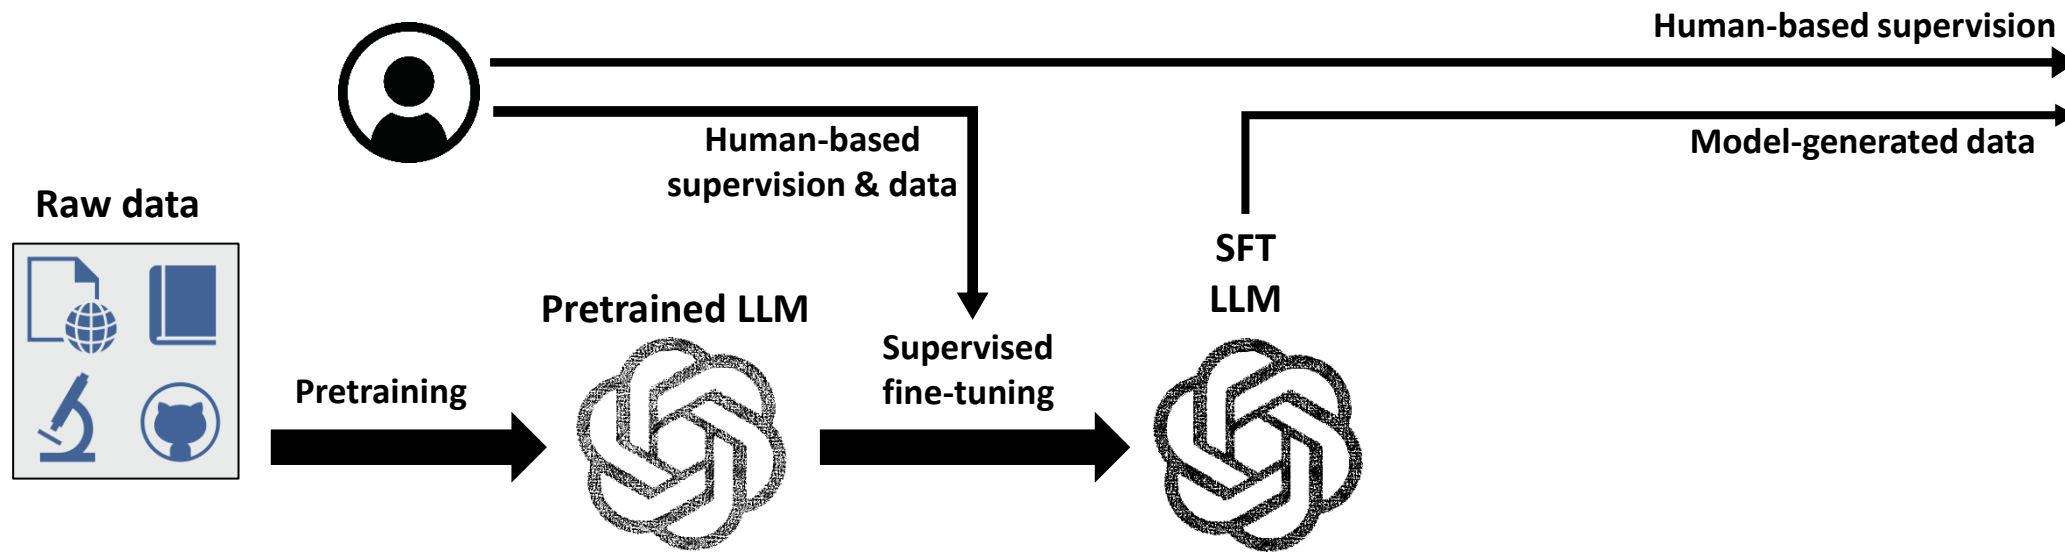 Human-based supervision
Model-generated data
Human-based
supervision & data
Raw data
SFT
LLM
Pretrained LLM
Supervised
fine-tuning
Pretraining